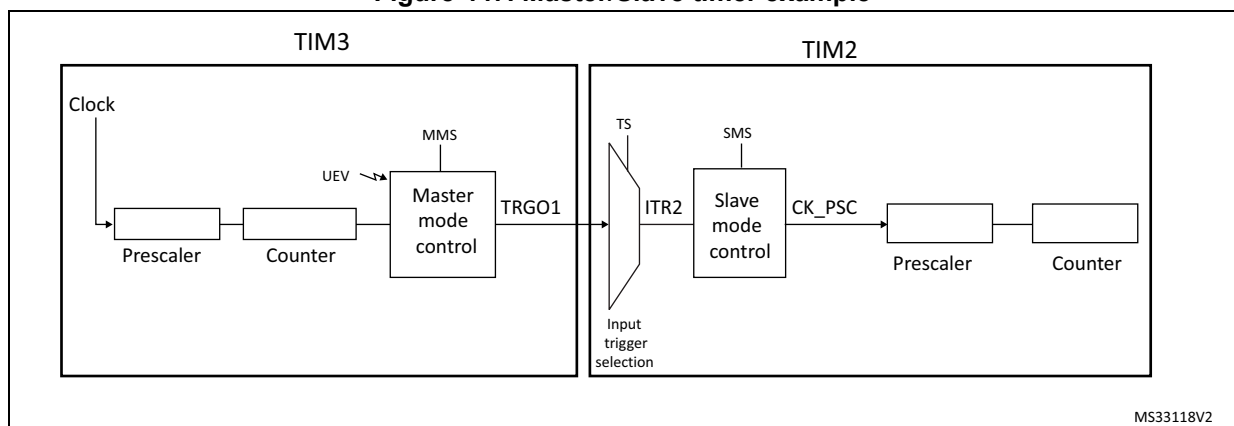 Figure Master/Slave timer example
TIM3
TIM2
Clock
MMS
UEV
Master
mode
control
TRGO1
Prescaler
Counter
TS
ITR2
SMS
Slave
mode
control
CK_PSC
Prescaler
Counter
Input
trigger
selection
MS33118V2